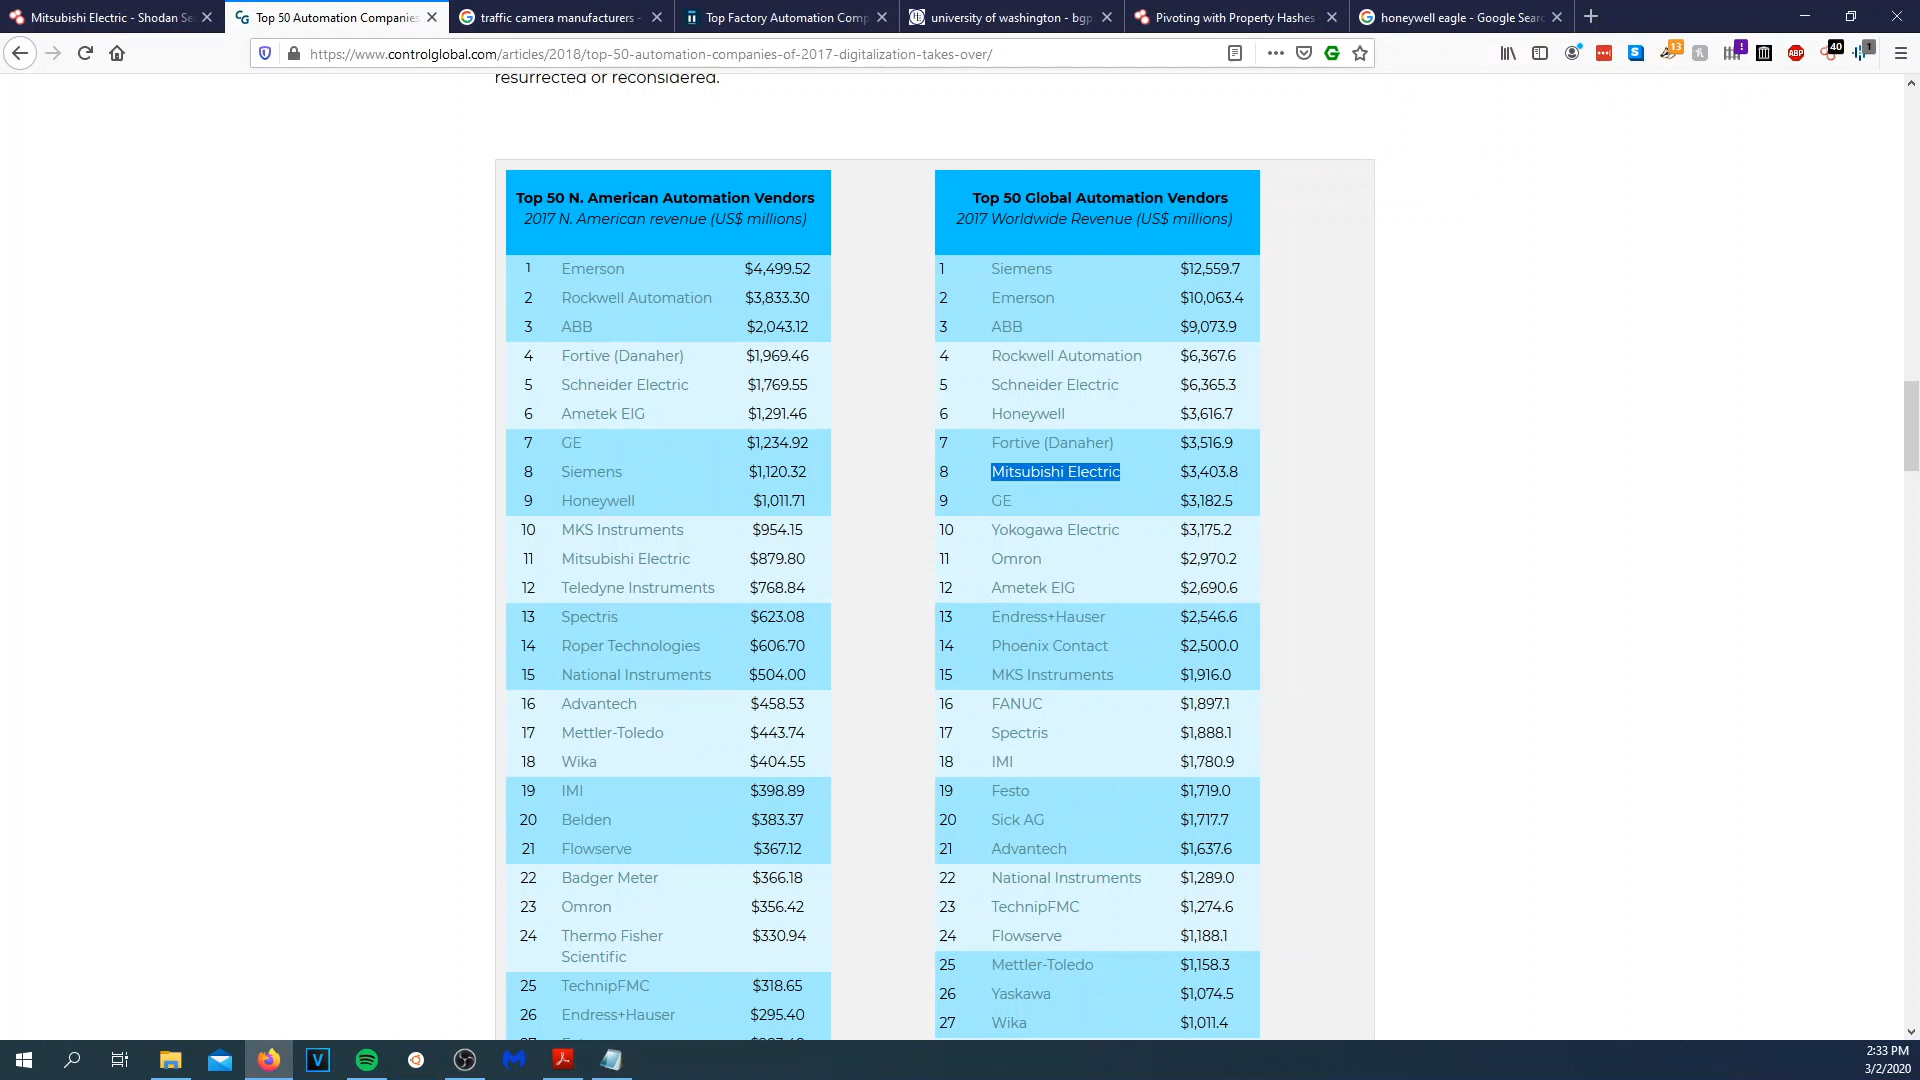 Mitsubishi Electric - Shodan Se
Top 50 Automation Companies
traffic camera manufacturers -
Top Factory Automation Comp
university of washington - bgp
Pivoting with Property Hashes
honeywell eagle - Google Sear
https://www.controlglobal.com/articles/2018/top-50-automation-companies-of-2017-digitalization-takes-over/
13
40
1
ABP
resurrected or reconsidered.
Top 50 N. American Automation Vendors
2017 N. American revenue (US$ millions)
1 Emerson $4,499.52
2 Rockwell Automation $3,833.30
3 ABB $2,043.12
4 Fortive (Danaher) $1,969.46
5 Schneider Electric $1,769.55
6 Ametek EIG $1,291.46
7 GE $1,234.92
8 Siemens $1,120.32
9 Honeywell $1,011.71
10 MKS Instruments $954.15
11 Mitsubishi Electric $879.80
12 Teledyne Instruments $768.84
13 Spectris $623.08
14 Roper Technologies $606.70
15 National Instruments $504.00
16 Advantech $458.53
17 Mettler-Toledo $443.74
18 Wika $404.55
19 IMI $398.89
20 Belden $383.37
21 Flowserve $367.12
22 Badger Meter $366.18
23 Omron $356.42
24 Thermo Fisher $330.94
Scientific
25 TechnipFMC $318.65
26 Endress+Hauser $295.40
Top 50 Global Automation Vendors
2017 Worldwide Revenue (US$ millions)
1 Siemens $12,559.7
2 Emerson $10,063.4
3 ABB $9,073.9
4 Rockwell Automation $6,367.6
5 Schneider Electric $6,365.3
6 Honeywell $3,616.7
7 Fortive (Danaher) $3,516.9
8 Mitsubishi Electric $3,403.8
9 GE $3,182.5
10 Yokogawa Electric $3,175.2
11 Omron $2,970.2
12 Ametek EIG $2,690.6
13 Endress+Hauser $2,546.6
14 Phoenix Contact $2,500.0
15 MKS Instruments $1,916.0
16 FANUC $1,897.1
17 Spectris $1,888.1
18 IMI $1,780.9
19 Festo $1,719.0
20 Sick AG $1,717.7
21 Advantech $1,637.6
22 National Instruments $1,289.0
23 TechnipFMC $1,274.6
24 Flowserve $1,188.1
25 Mettler-Toledo $1,158.3
26 Yaskawa $1,074.5
27 Wika $1,011.4
2:33 PM
3/2/2020